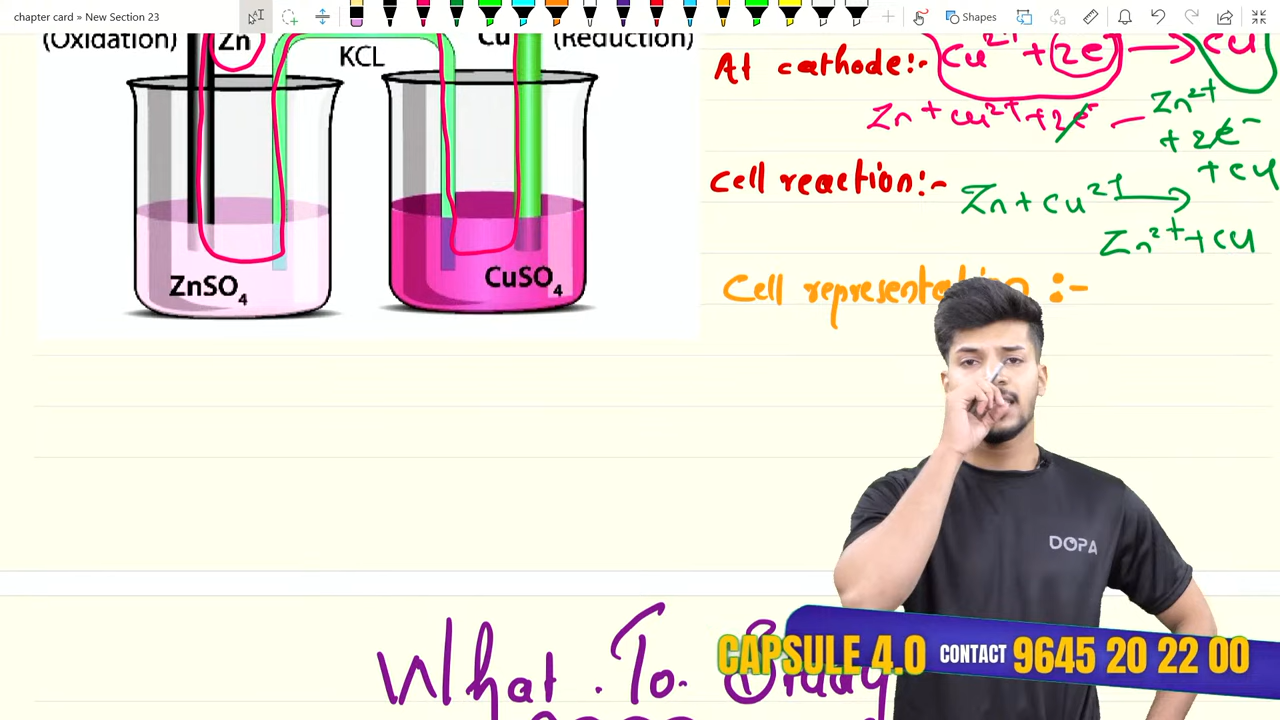 chapter card » New Section 23
Shapes
(Oxidation)
Zn
KCL
Cu
(Reduction)
ZnSO4
CuSO4
At cathode:- Cu2+ + 2e → Cu
Zn + Cu2+ + 2e- — Zn2+
+ 2e-
+ Cu
Cell reaction:- Zn + Cu2+ →
Zn2+ + Cu
Cell :-
DOPA
What To Study
CAPSULE 4.0 CONTACT 9645 20 22 00